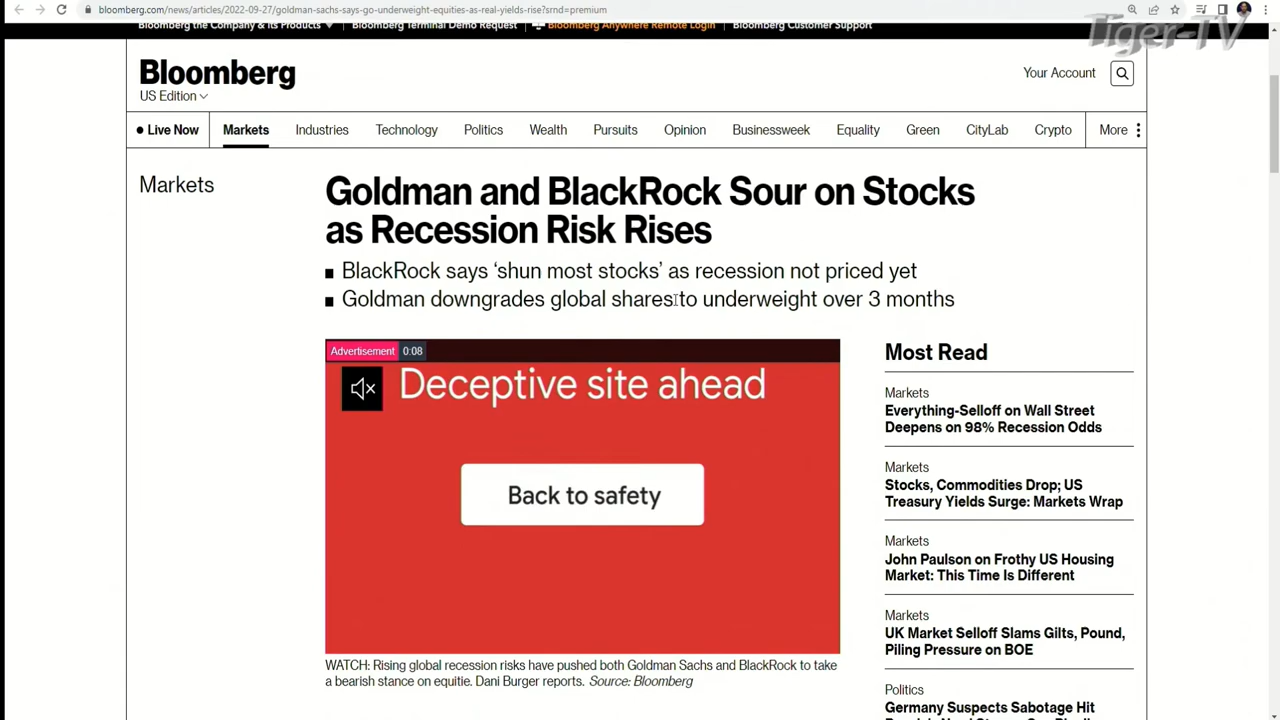 bloomberg.com/news/articles/2022-09-27/goldman-sachs-says-go-underweight-equities-as-real-yields-rise?srnd=premium
Bloomberg the Company & Its Products Bloomberg Terminal Demo Request Bloomberg Anywhere Remote Login Bloomberg Customer Support
Tiger-TV
Bloomberg
US Edition
Your Account
Live Now Markets Industries Technology Politics Wealth Pursuits Opinion Businessweek Equality Green CityLab Crypto More
Markets
Goldman and BlackRock Sour on Stocks
as Recession Risk Rises
BlackRock says ‘shun most stocks’ as recession not priced yet
Goldman downgrades global shares to underweight over 3 months
Advertisement 0:08
Deceptive site ahead
Back to safety
WATCH: Rising global recession risks have pushed both Goldman Sachs and BlackRock to take
a bearish stance on equitie. Dani Burger reports. Source: Bloomberg
Most Read
Markets
Everything-Selloff on Wall Street
Deepens on 98% Recession Odds
Markets
Stocks, Commodities Drop; US
Treasury Yields Surge: Markets Wrap
Markets
John Paulson on Frothy US Housing
Market: This Time Is Different
Markets
UK Market Selloff Slams Gilts, Pound,
Piling Pressure on BOE
Politics
Germany Suspects Sabotage Hit